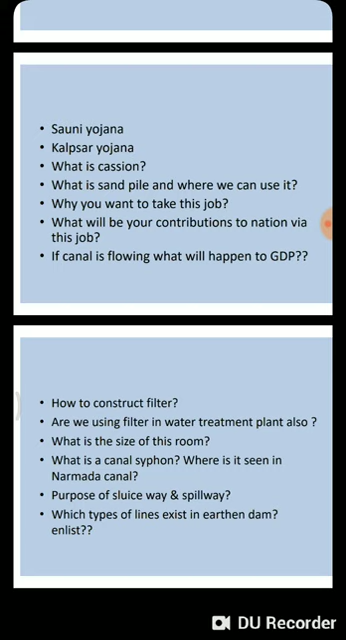 • Sauni yojana
• Kalpsar yojana
• What is cassion?
• What is sand pile and where we can use it?
• Why you want to take this job?
• What will be your contributions to nation via
this job?
• If canal is flowing what will happen to GDP??
• How to construct filter?
• Are we using filter in water treatment plant also ?
• What is the size of this room?
• What is a canal syphon? Where is it seen in
Narmada canal?
• Purpose of sluice way & spillway?
• Which types of lines exist in earthen dam?
enlist??
DU Recorder